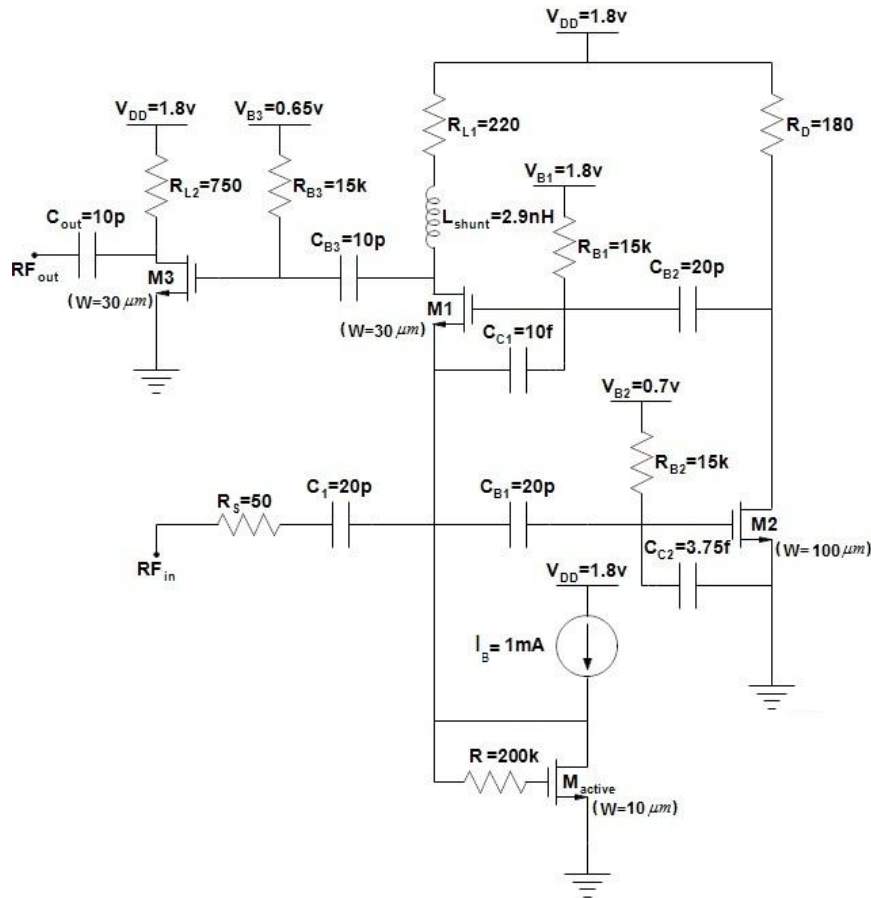 V_DD=1.8v
R_L1=220
R_D=180
V_DD=1.8v
V_B3=0.65v
R_L2=750
R_B3=15k
V_B1=1.8v
L_shunt=2.9nH
R_B1=15k
C_out=10p
C_B3=10p
C_B2=20p
RF_out
M3
(W=30 μm)
M1
(W=30 μm)
C_C1=10f
V_B2=0.7v
R_B2=15k
R_S=50
C_1=20p
C_B1=20p
M2
(W=100 μm)
C_C2=3.75f
RF_in
V_DD=1.8v
I_B= 1mA
R =200k
M_active
(W=10 μm)